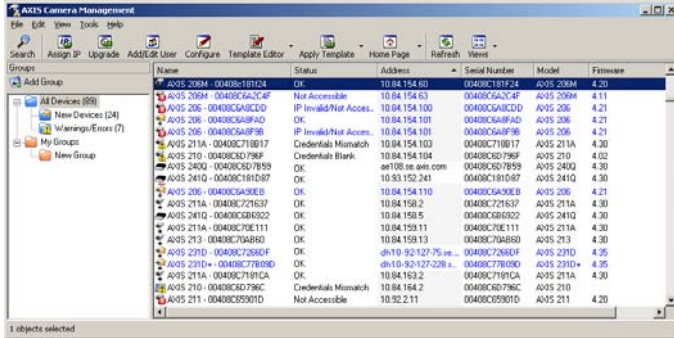 AXIS Camera Management
File Edit View Tools Help
Search Assign IP Upgrade Add/Edit User Configure Template Editor Apply Template Home Page Refresh Views
Groups
Add Group
All Devices (89)
New Devices (24)
Warnings/Errors (7)
My Groups
New Group
Name Status Address Serial Number Model Firmware
AXIS 206M - 00408c181f24 OK 10.84.154.60 00408C181F24 AXIS 206M 4.20
AXIS 206M - 00408C6A2C4F Not Accessible 10.84.154.63 00408C6A2C4F AXIS 206M 4.11
AXIS 206 - 00408C6A8CDD IP Invalid/Not Acces... 10.84.154.100 00408C6A8CDD AXIS 206 4.21
AXIS 206 - 00408C6A8FAD OK 10.84.154.101 00408C6A8FAD AXIS 206 4.21
AXIS 206 - 00408C6A8F9B IP Invalid/Not Acces... 10.84.154.101 00408C6A8F9B AXIS 206 4.21
AXIS 211A - 00408C710B17 Credentials Mismatch 10.84.154.103 00408C710B17 AXIS 211A 4.30
AXIS 210 - 00408C6D796F Credentials Blank 10.84.154.104 00408C6D796F AXIS 210 4.02
AXIS 240Q - 00408C6D7B59 OK ae108.se.axis.com 00408C6D7B59 AXIS 240Q 4.30
AXIS 241Q - 00408C181D87 OK 10.93.152.241 00408C181D87 AXIS 241Q 4.30
AXIS 206 - 00408C6A90EB OK 10.84.154.110 00408C6A90EB AXIS 206 4.21
AXIS 211A - 00408C721637 OK 10.84.158.2 00408C721637 AXIS 211A 4.30
AXIS 241Q - 00408C6B6922 OK 10.84.158.5 00408C6B6922 AXIS 241Q 4.30
AXIS 211A - 00408C70E111 OK 10.84.159.11 00408C70E111 AXIS 211A 4.30
AXIS 213 - 00408C70AB60 OK 10.84.159.13 00408C70AB60 AXIS 213 4.30
AXIS 231D - 00408C7266DF OK dh10-92-127-75.se... 00408C7266DF AXIS 231D 4.35
AXIS 231D+ - 00408C77B09D OK dh10-92-127-228.s... 00408C77B09D AXIS 231D+ 4.35
AXIS 211A - 00408C7181CA OK 10.84.163.2 00408C7181CA AXIS 211A 4.30
AXIS 210 - 00408C6D796C Credentials Mismatch 10.84.164.2 00408C6D796C AXIS 210
AXIS 211 - 00408C65901D Not Accessible 10.92.2.11 00408C65901D AXIS 211 4.20
1 objects selected